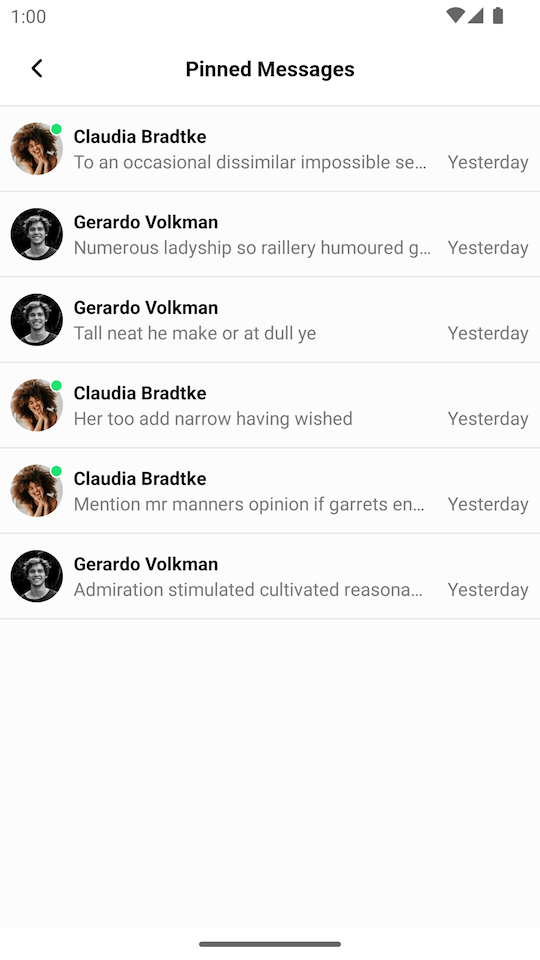 1:00
Pinned Messages
Claudia Bradtke
To an occasional dissimilar impossible se... Yesterday
Gerardo Volkman
Numerous ladyship so raillery humoured g... Yesterday
Gerardo Volkman
Tall neat he make or at dull ye Yesterday
Claudia Bradtke
Her too add narrow having wished Yesterday
Claudia Bradtke
Mention mr manners opinion if garrets en... Yesterday
Gerardo Volkman
Admiration stimulated cultivated reasona... Yesterday